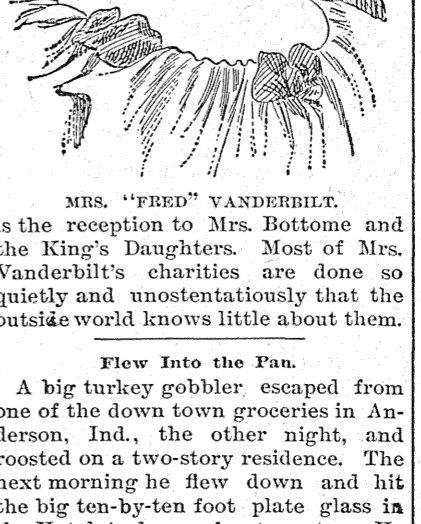 MRS. "FRED" VANDERBILT.
is the reception to Mrs. Bottome and
the King's Daughters. Most of Mrs.
Vanderbilt's charities are done so
quietly and unostentatiously that the
outside world knows little about them.
Flew Into the Pan.
A big turkey gobbler escaped from
one of the down town groceries in An-
derson, Ind., the other night, and
roosted on a two-story residence. The
next morning he flew down and hit
the big ten-by-ten foot plate glass in